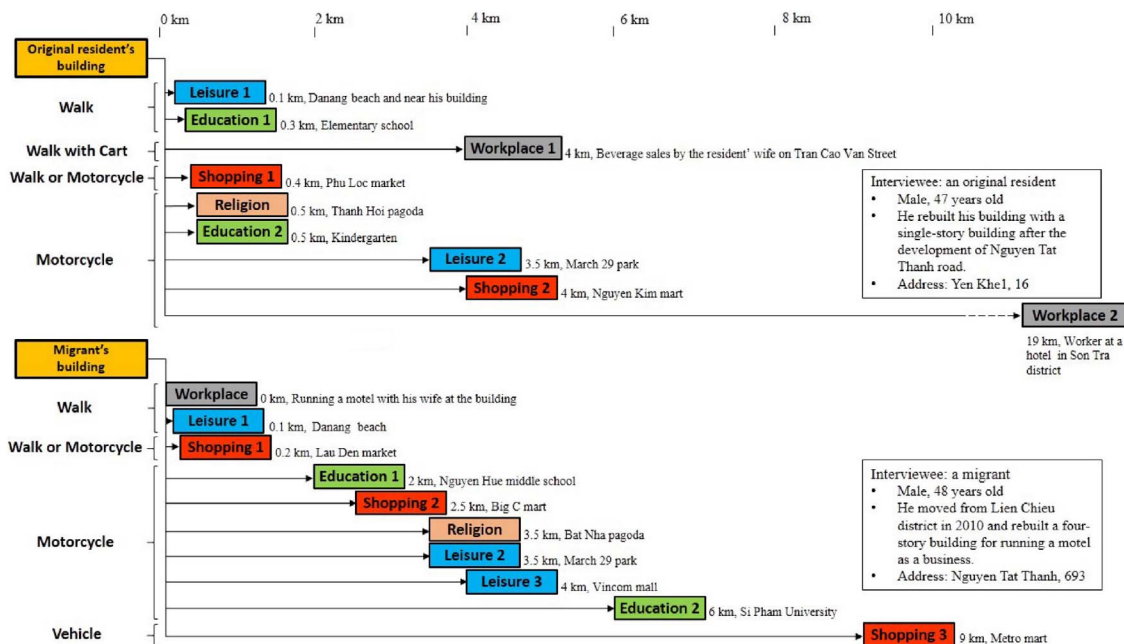 0 km
2 km
4 km
6 km
8 km
10 km
Original resident's
building
Walk
Leisure 1
0.1 km, Danang beach and near his building
Education 1
0.3 km, Elementary school
Walk with Cart
Workplace 1
4 km, Beverage sales by the resident' wife on Tran Cao Van Street
Walk or Motorcycle
Shopping 1
0.4 km, Phu Loc market
Motorcycle
Religion
0.5 km, Thanh Hoi pagoda
Education 2
0.5 km, Kindergarten
Leisure 2
3.5 km, March 29 park
Shopping 2
4 km, Nguyen Kim mart
Workplace 2
19 km, Worker at a
hotel in Son Tra
district
Interviewee: an original resident
• Male, 47 years old
• He rebuilt his building with a
single-story building after the
development of Nguyen Tat
Thanh road.
• Address: Yen Khe1, 16
Migrant's
building
Walk
Workplace
0 km, Running a motel with his wife at the building
Leisure 1
0.1 km, Danang beach
Walk or Motorcycle
Shopping 1
0.2 km, Lau Den market
Motorcycle
Education 1
2 km, Nguyen Hue middle school
Shopping 2
2.5 km, Big C mart
Religion
3.5 km, Bat Nha pagoda
Leisure 2
3.5 km, March 29 park
Leisure 3
4 km, Vincom mall
Education 2
6 km, Si Pham University
Vehicle
Shopping 3
9 km, Metro mart
Interviewee: a migrant
• Male, 48 years old
• He moved from Lien Chieu
district in 2010 and rebuilt a four-
story building for running a motel
as a business.
• Address: Nguyen Tat Thanh, 693